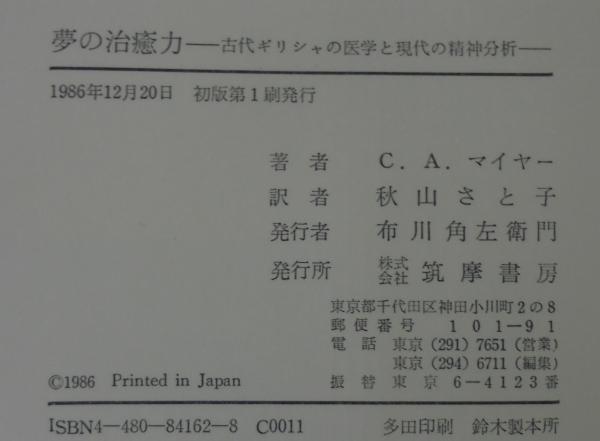 夢の治癒力──古代ギリシャの医学と現代の精神分析──
1986年12月20日　初版第1刷発行
著者　C．A．マイヤー
訳者　秋山さと子
発行者　布川角左衛門
発行所　株式会社　筑摩書房
東京都千代田区神田小川町2の8
郵便番号　101─91
電話　東京（291）7651（営業）
東京（294）6711（編集）
振替　東京　6─4123番
©1986　Printed in Japan
ISBN4─480─84162─8　C0011　多田印刷　鈴木製本所